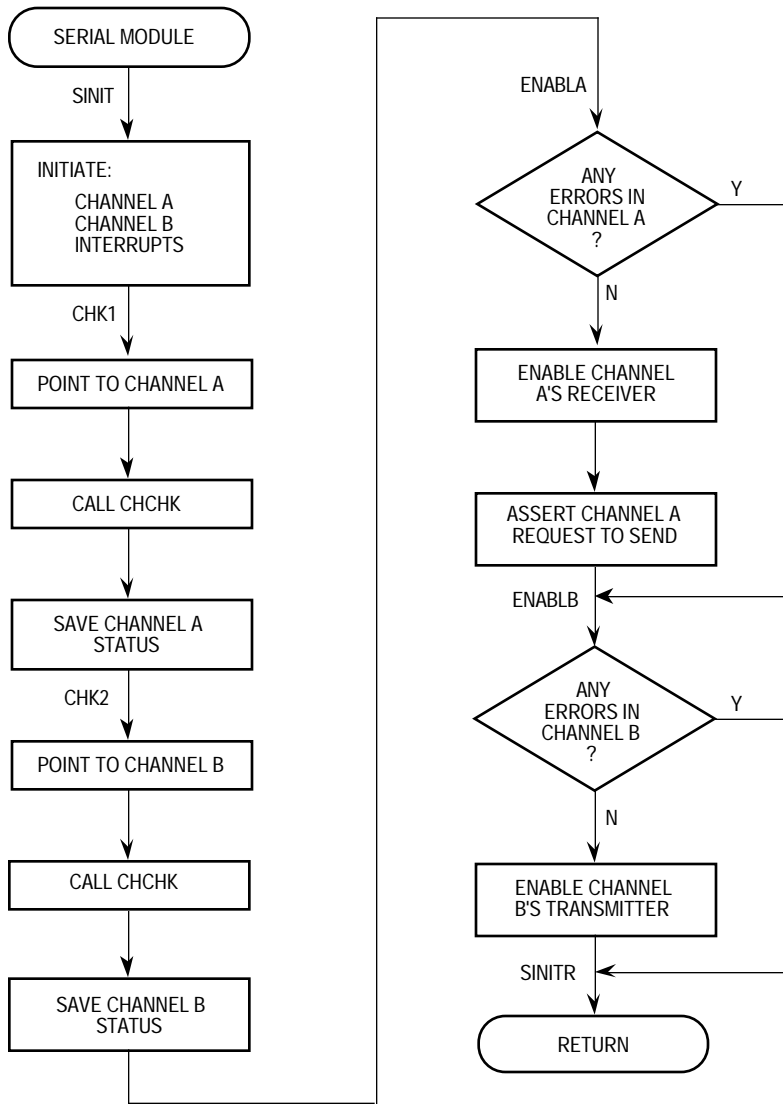 SERIAL MODULE
SINIT
INITIATE:
CHANNEL A
CHANNEL B
INTERRUPTS
CHK1
POINT TO CHANNEL A
CALL CHCHK
SAVE CHANNEL A
STATUS
CHK2
POINT TO CHANNEL B
CALL CHCHK
SAVE CHANNEL B
STATUS
ENABLA
ANY
ERRORS IN
CHANNEL A
?
Y
N
ENABLE CHANNEL
A'S RECEIVER
ASSERT CHANNEL A
REQUEST TO SEND
ENABLB
ANY
ERRORS IN
CHANNEL B
?
Y
N
ENABLE CHANNEL
B'S TRANSMITTER
SINITR
RETURN